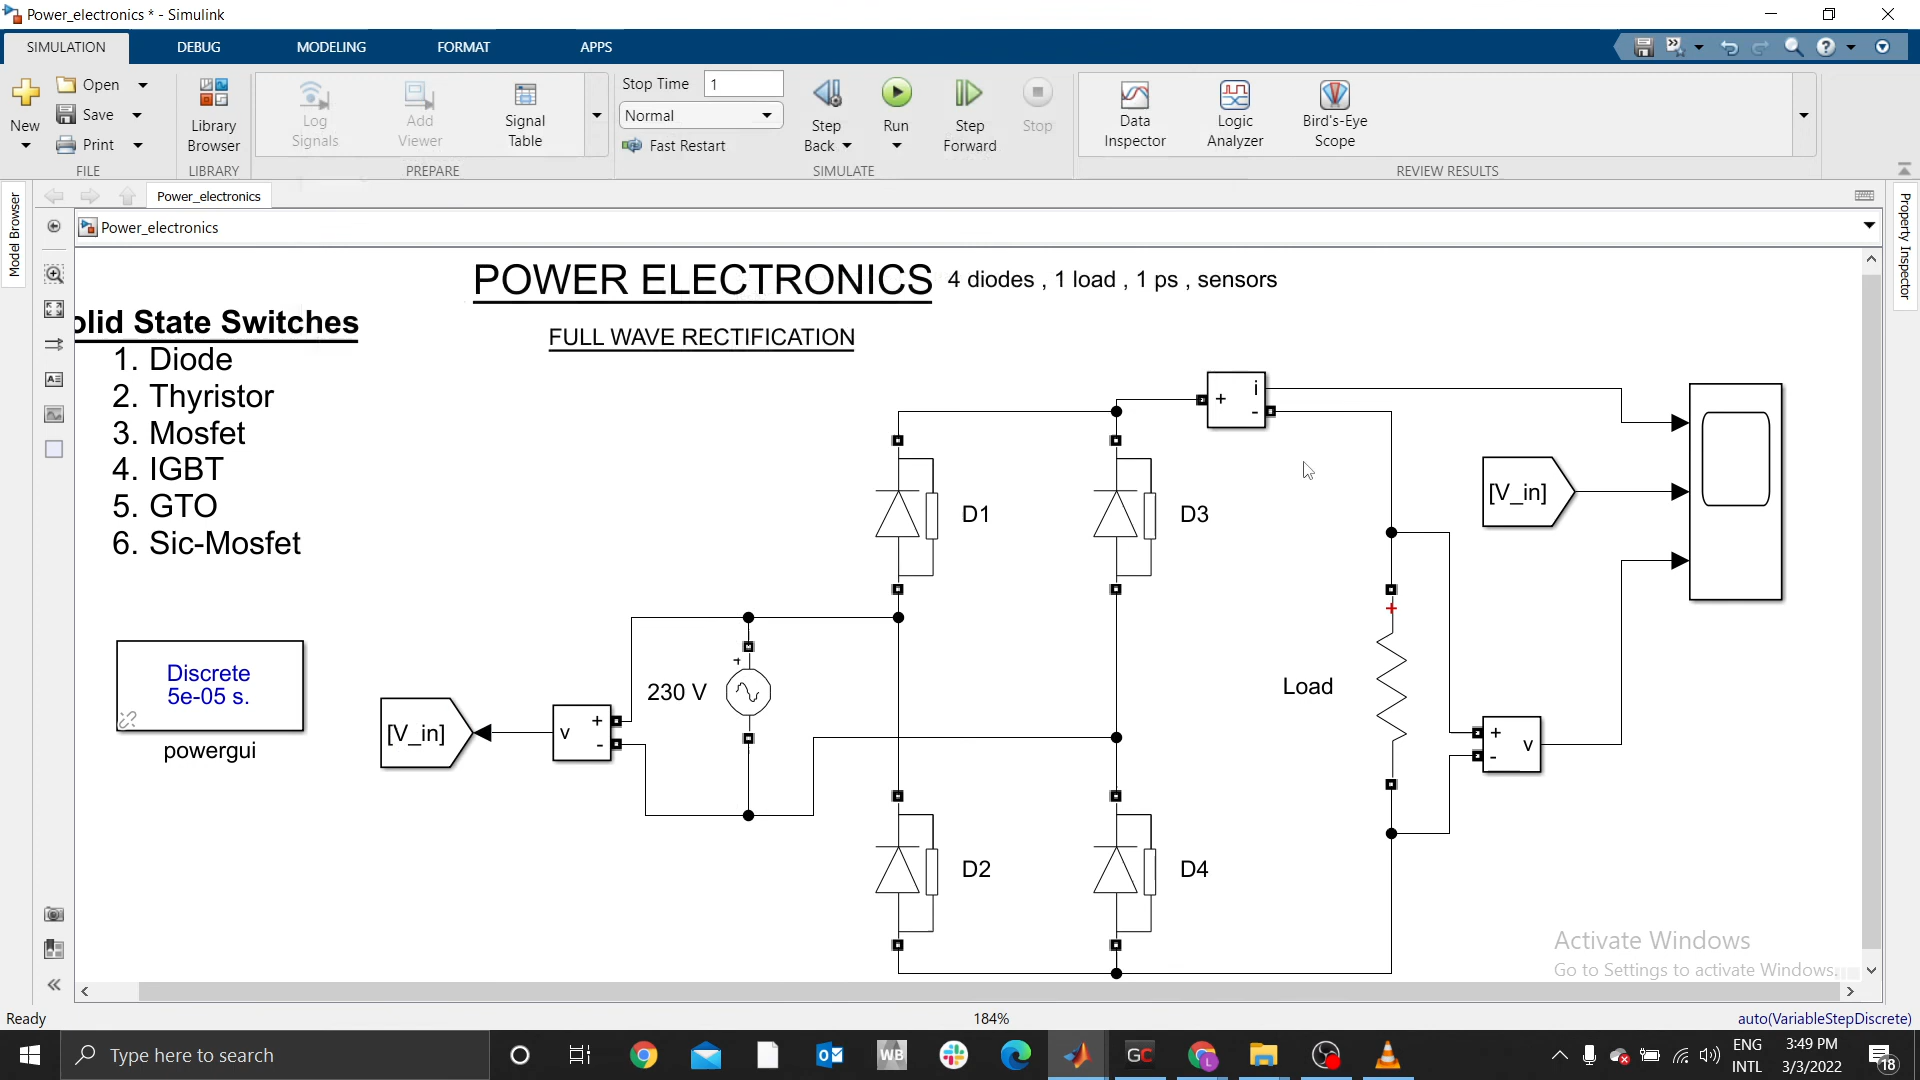 Power_electronics * - Simulink
SIMULATION
DEBUG
MODELING
FORMAT
APPS
New
Open
Save
Print
FILE
Library
Browser
LIBRARY
Log
Signals
Add
Viewer
Signal
Table
PREPARE
Stop Time
1
Normal
Fast Restart
Step
Back
Run
Step
Forward
Stop
SIMULATE
Data
Inspector
Logic
Analyzer
Bird's-Eye
Scope
REVIEW RESULTS
Model Browser
Power_electronics
Power_electronics
Property Inspector
POWER ELECTRONICS
4 diodes , 1 load , 1 ps , sensors
FULL WAVE RECTIFICATION
olid State Switches
1. Diode
2. Thyristor
3. Mosfet
4. IGBT
5. GTO
6. Sic-Mosfet
Discrete
5e-05 s.
powergui
[V_in]
v
+
-
230 V
+
D1
D3
D2
D4
+
i
-
Load
+
[V_in]
+
-
v
Activate Windows
Go to Settings to activate Windows.
Ready
184%
auto(VariableStepDiscrete)
Type here to search
WB
GC
L
ENG
INTL
3:49 PM
3/3/2022
18